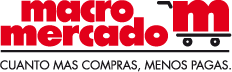 macro
mercado
m
CUANTO MAS COMPRAS, MENOS PAGAS.